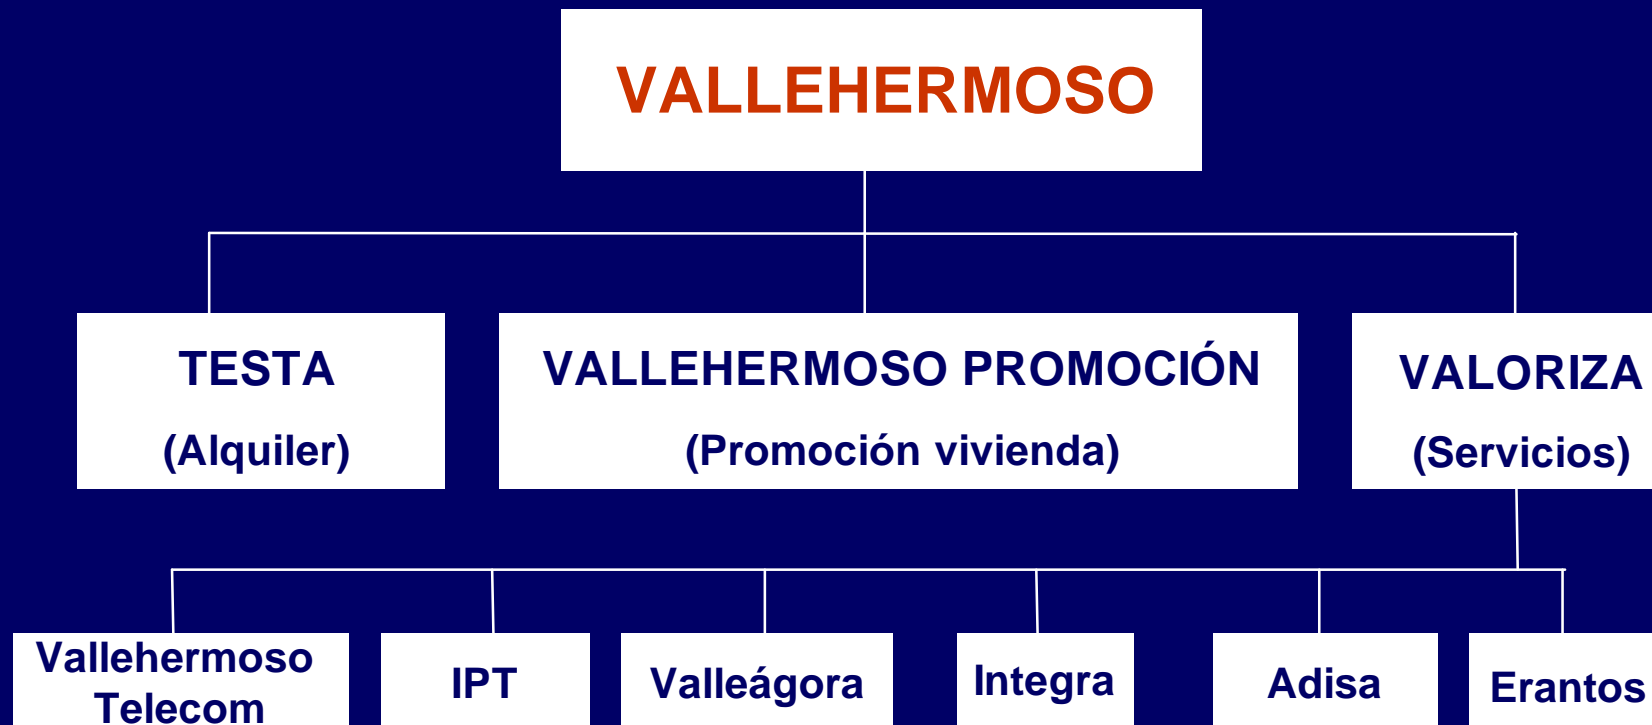 VALLEHERMOSO
TESTA
(Alquiler)
VALLEHERMOSO PROMOCIÓN
(Promoción vivienda)
VALORIZA
(Servicios)
Vallehermoso
Telecom
IPT
Valleágora
Integra
Adisa
Erantos